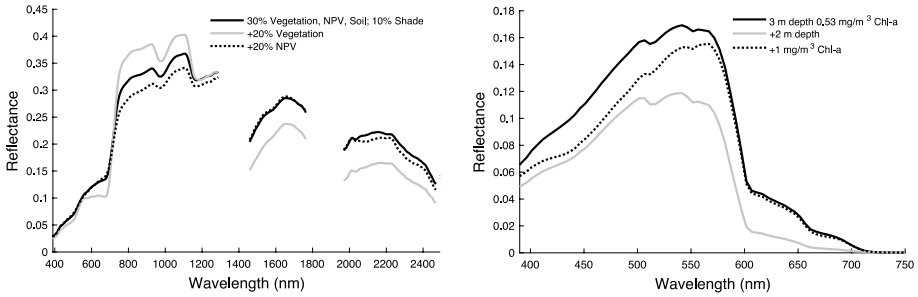 30% Vegetation, NPV, Soil; 10% Shade
+20% Vegetation
+20% NPV
0.45
0.4
0.35
0.3
0.25
0.2
0.15
0.1
0.05
0
Reflectance
400 600 800 1000 1200 1400 1600 1800 2000 2200 2400
Wavelength (nm)
3 m depth 0.53 mg/m³ Chl-a
+2 m depth
+1 mg/m³ Chl-a
0.18
0.16
0.14
0.12
0.10
0.08
0.06
0.04
0.02
0
Reflectance
400 450 500 550 600 650 700 750
Wavelength (nm)